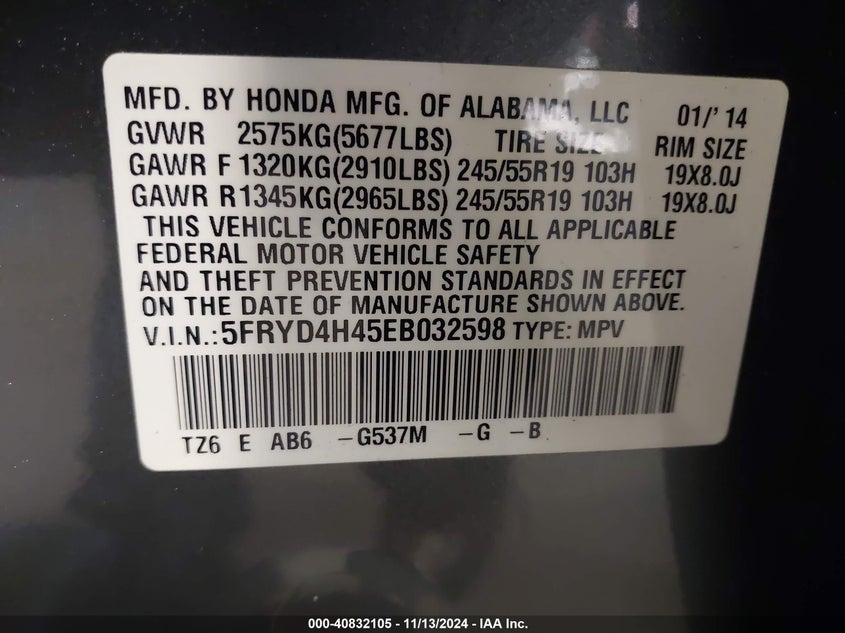 MFD. BY HONDA MFG. OF ALABAMA, LLC 01/' 14
GVWR 2575KG(5677LBS) TIRE SIZE RIM SIZE
GAWR F 1320KG(2910LBS) 245/55R19 103H 19X8.0J
GAWR R1345KG(2965LBS) 245/55R19 103H 19X8.0J
THIS VEHICLE CONFORMS TO ALL APPLICABLE
FEDERAL MOTOR VEHICLE SAFETY
AND THEFT PREVENTION STANDARDS IN EFFECT
ON THE DATE OF MANUFACTURE SHOWN ABOVE.
V.I.N.:5FRYD4H45EB032598 TYPE: MPV
TZ6 E AB6 -G537M -G -B
000-40832105 - 11/13/2024 - IAA Inc.